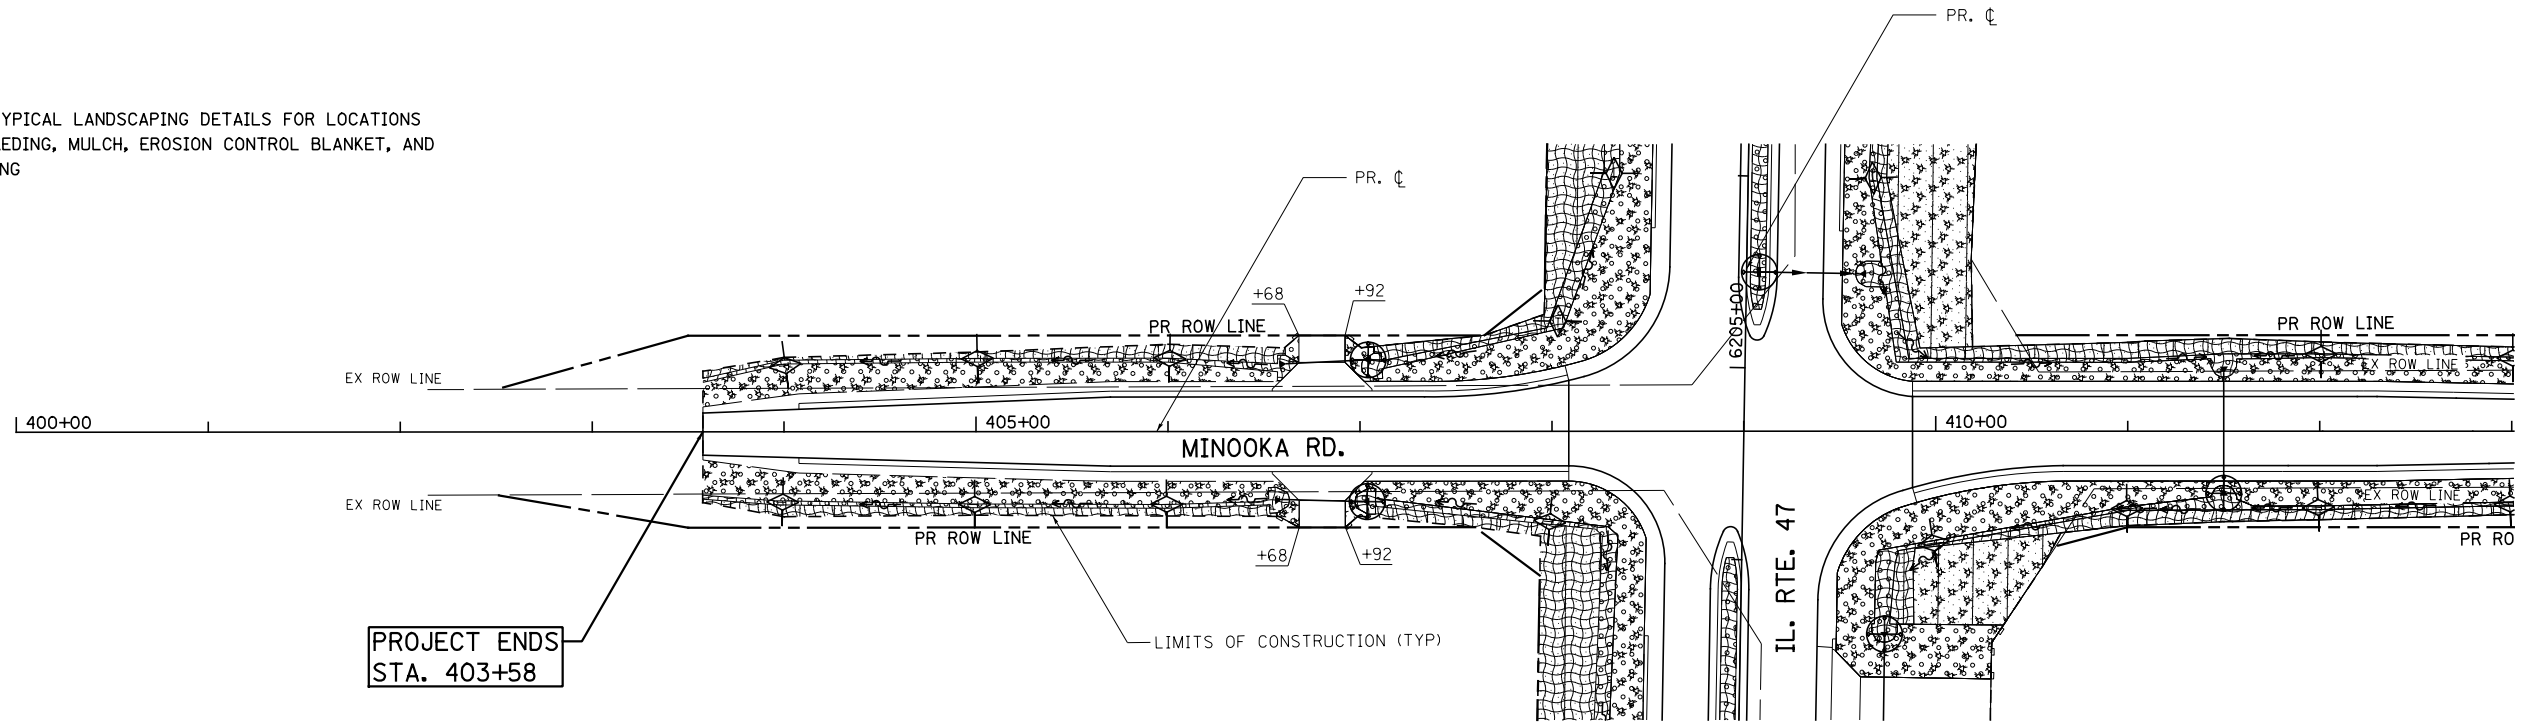 PR. ℄
YPICAL LANDSCAPING DETAILS FOR LOCATIONS
EDING, MULCH, EROSION CONTROL BLANKET, AND
NG
PR. ℄
+68
+92
6205+00
PR ROW LINE
PR ROW LINE
EX ROW LINE
EX ROW LINE
400+00
405+00
410+00
MINOOKA RD.
EX ROW LINE
EX ROW LINE
PR ROW LINE
PR RO
+68
+92
IL. RTE. 47
PROJECT ENDS
STA. 403+58
LIMITS OF CONSTRUCTION (TYP)